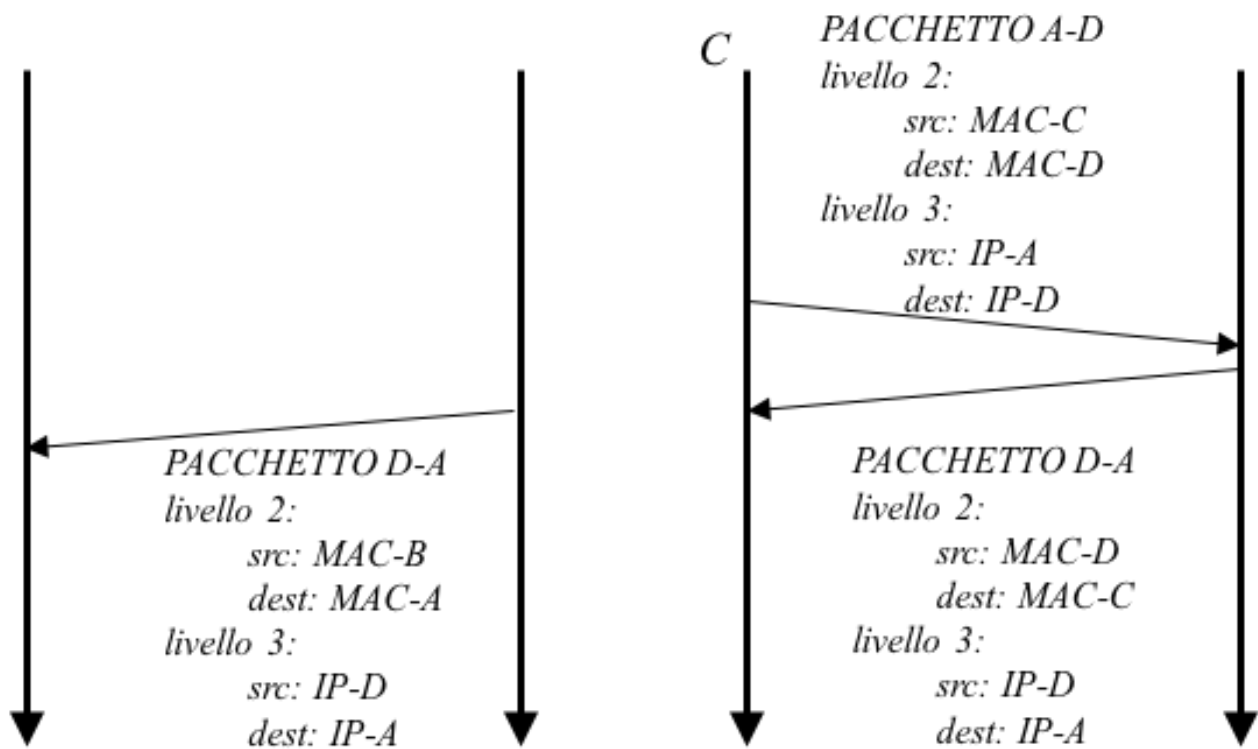 C
PACCHETTO A-D
livello 2:
src: MAC-C
dest: MAC-D
livello 3:
src: IP-A
dest: IP-D
PACCHETTO D-A
livello 2:
src: MAC-B
dest: MAC-A
livello 3:
src: IP-D
dest: IP-A
PACCHETTO D-A
livello 2:
src: MAC-D
dest: MAC-C
livello 3:
src: IP-D
dest: IP-A